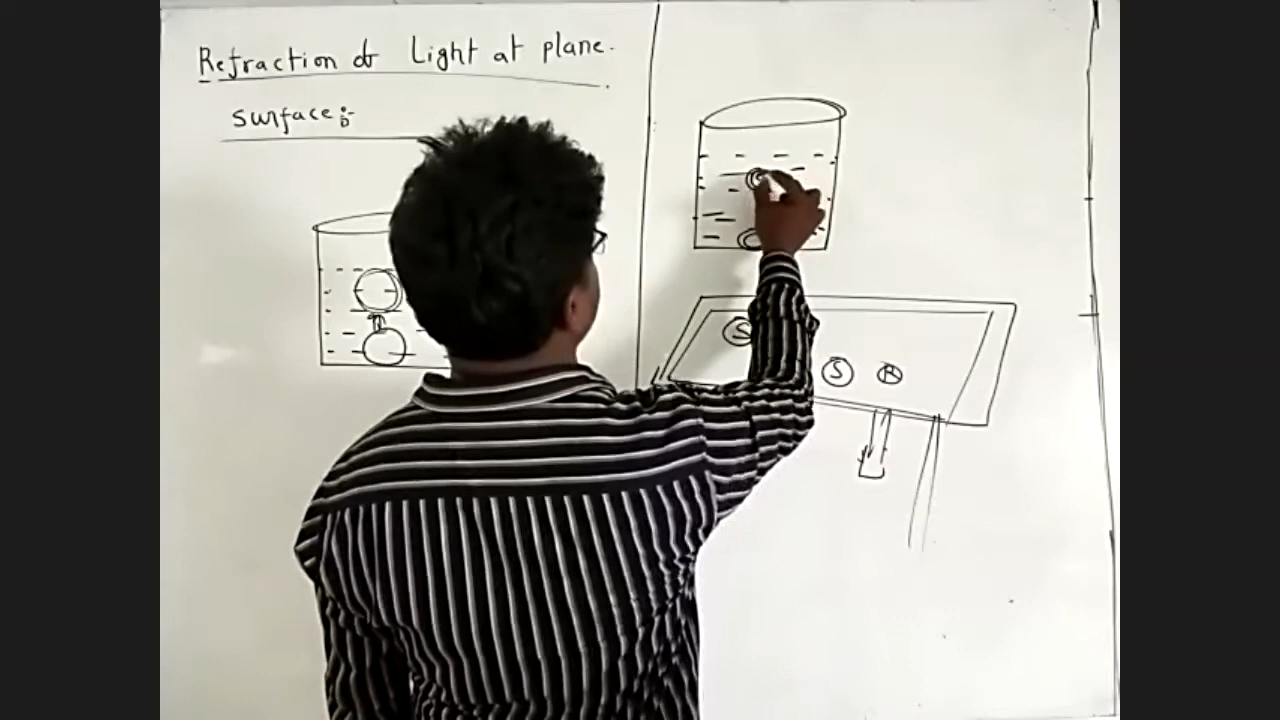 Refraction of Light at plane.
surface:-
S
S
R